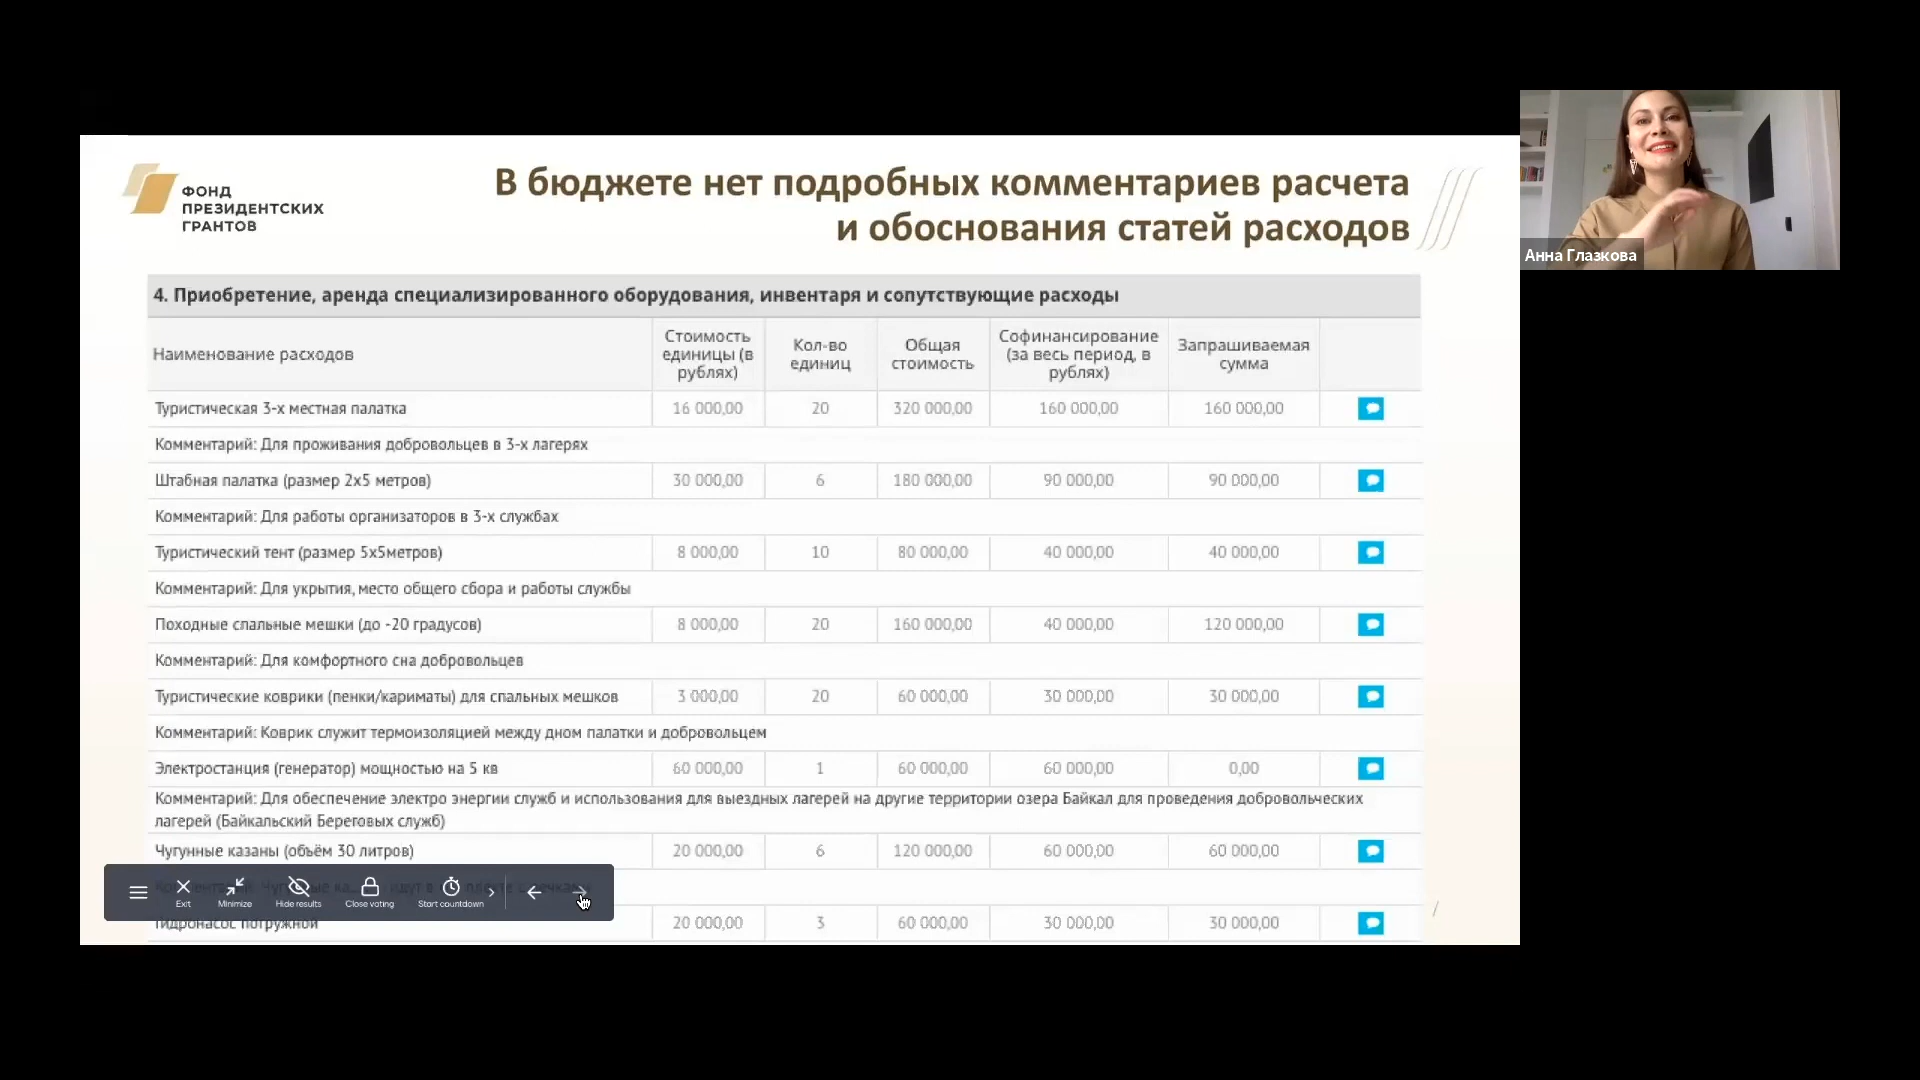 ФОНД
ПРЕЗИДЕНТСКИХ
ГРАНТОВ
В бюджете нет подробных комментариев расчета
и обоснования статей расходов
Анна Глазкова
4. Приобретение, аренда специализированного оборудования, инвентаря и сопутствующие расходы
Наименование расходов
Стоимость единицы (в рублях)
Кол-во единиц
Общая стоимость
Софинансирование (за весь период, в рублях)
Запрашиваемая сумма
Туристическая 3-х местная палатка 16 000,00 20 320 000,00 160 000,00 160 000,00
Комментарий: Для проживания добровольцев в 3-х лагерях
Штабная палатка (размер 2х5 метров) 30 000,00 6 180 000,00 90 000,00 90 000,00
Комментарий: Для работы организаторов в 3-х службах
Туристический тент (размер 5х5метров) 8 000,00 10 80 000,00 40 000,00 40 000,00
Комментарий: Для укрытия, место общего сбора и работы службы
Походные спальные мешки (до -20 градусов) 8 000,00 20 160 000,00 40 000,00 120 000,00
Комментарий: Для комфортного сна добровольцев
Туристические коврики (пенки/кариматы) для спальных мешков 3 000,00 20 60 000,00 30 000,00 30 000,00
Комментарий: Коврик служит термоизоляцией между дном палатки и добровольцем
Электростанция (генератор) мощностью на 5 кв 60 000,00 1 60 000,00 60 000,00 0,00
Комментарий: Для обеспечение электро энергии служб и использования для выездных лагерей на другие территории озера Байкал для проведения добровольческих
лагерей (Байкальский Береговых служб)
Чугунные казаны (объём 30 литров) 20 000,00 6 120 000,00 60 000,00 60 000,00
Exit Minimize Hide results Close voting Start countdown
Гидронасос погружной 20 000,00 3 60 000,00 30 000,00 30 000,00